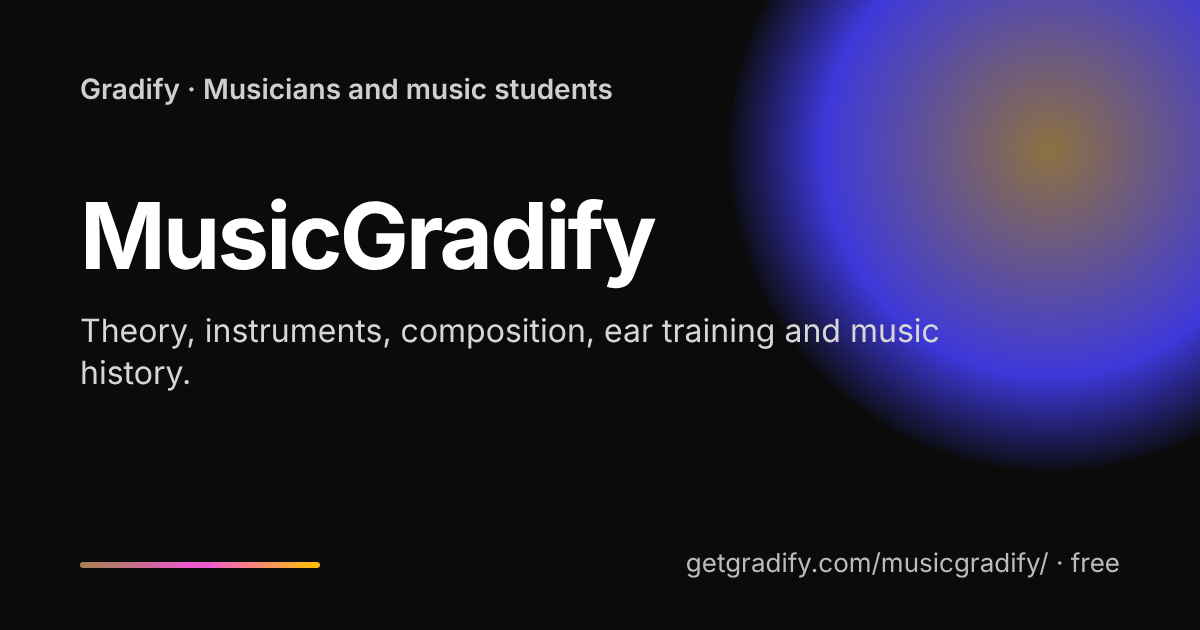 Gradify · Musicians and music students
MusicGradify
Theory, instruments, composition, ear training and music
history.
getgradify.com/musicgradify/ · free